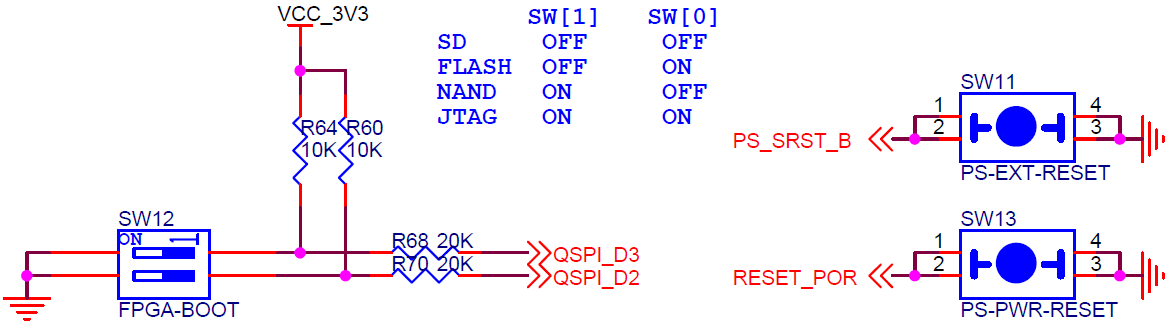 VCC_3V3
SW[1] SW[0]
SD OFF OFF
FLASH OFF ON
NAND ON OFF
JTAG ON ON
R64 R60
10K 10K
SW12
ON 1
FPGA-BOOT
R68 20K
R70 20K
QSPI_D3
QSPI_D2
SW11
1 4
2 3
PS_SRST_B
PS-EXT-RESET
SW13
1 4
2 3
RESET_POR
PS-PWR-RESET